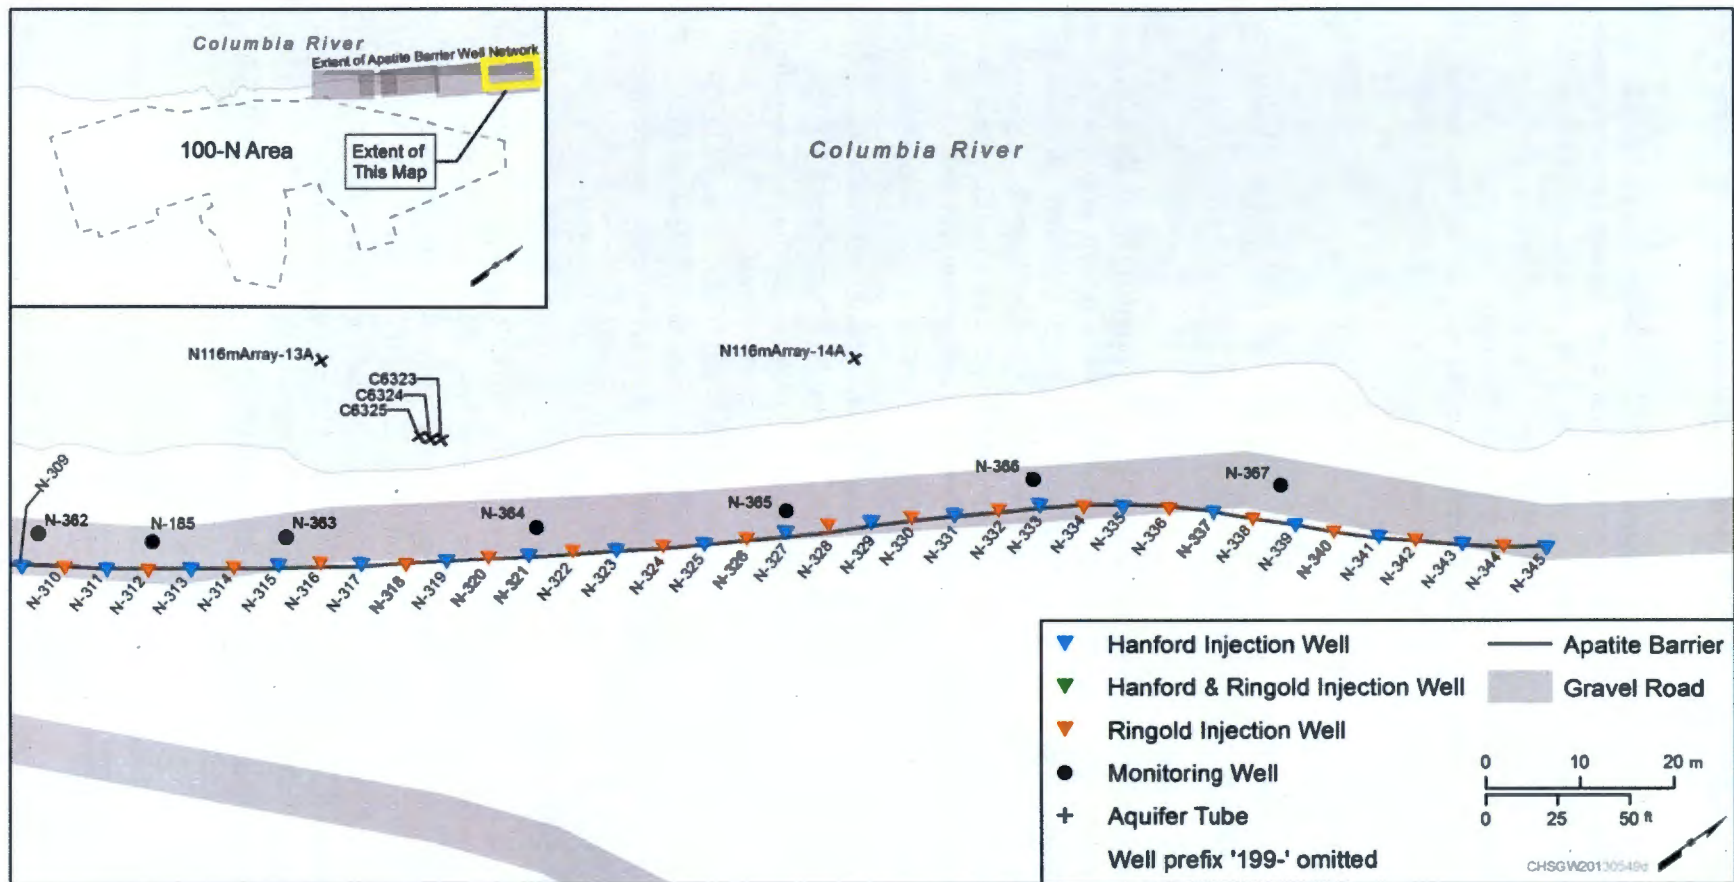 Columbia River
Extent of Apatite Barrier Well Network
100-N Area
Extent of
This Map
Columbia River
N116mArray-13A
N116mArray-14A
C6323
C6324
C6325
N-309
N-362
N-185
N-363
N-364
N-365
N-366
N-367
N-310
N-311
N-312
N-313
N-314
N-315
N-316
N-317
N-318
N-319
N-320
N-321
N-322
N-323
N-324
N-325
N-326
N-327
N-328
N-329
N-330
N-331
N-332
N-333
N-334
N-335
N-336
N-337
N-338
N-339
N-340
N-341
N-342
N-343
N-344
N-345
Hanford Injection Well
Hanford & Ringold Injection Well
Ringold Injection Well
Monitoring Well
Aquifer Tube
Well prefix '199-' omitted
Apatite Barrier
Gravel Road
0 10 20 m
0 25 50 ft